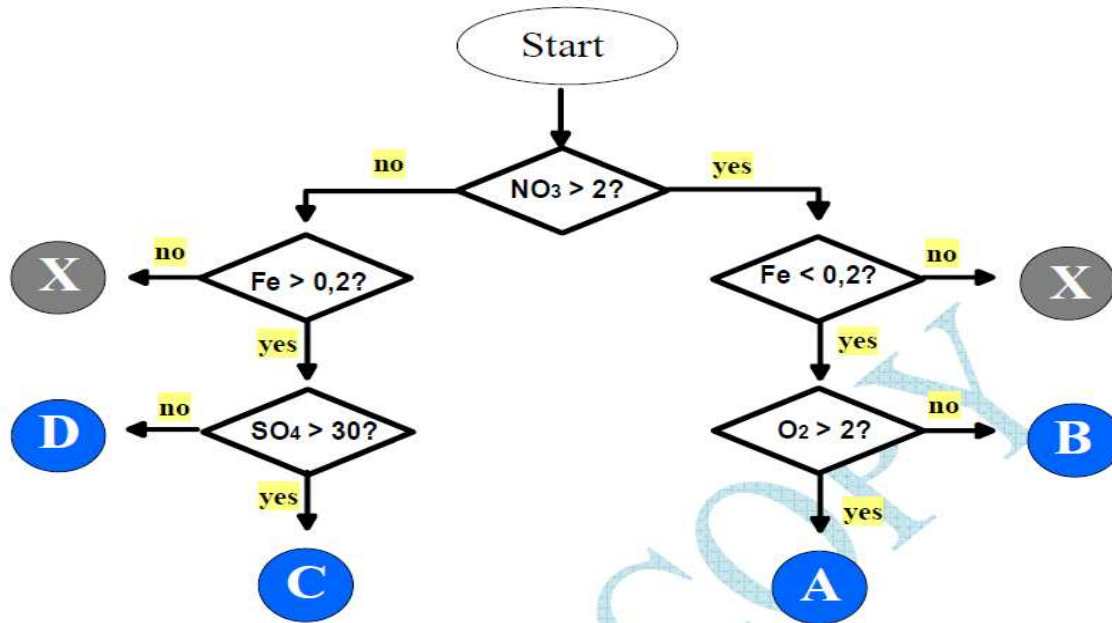 Start
no
yes
NO3 > 2?
no
Fe > 0,2?
Fe < 0,2?
no
X
X
yes
yes
no
no
D
SO4 > 30?
O2 > 2?
B
yes
yes
C
A
COPY